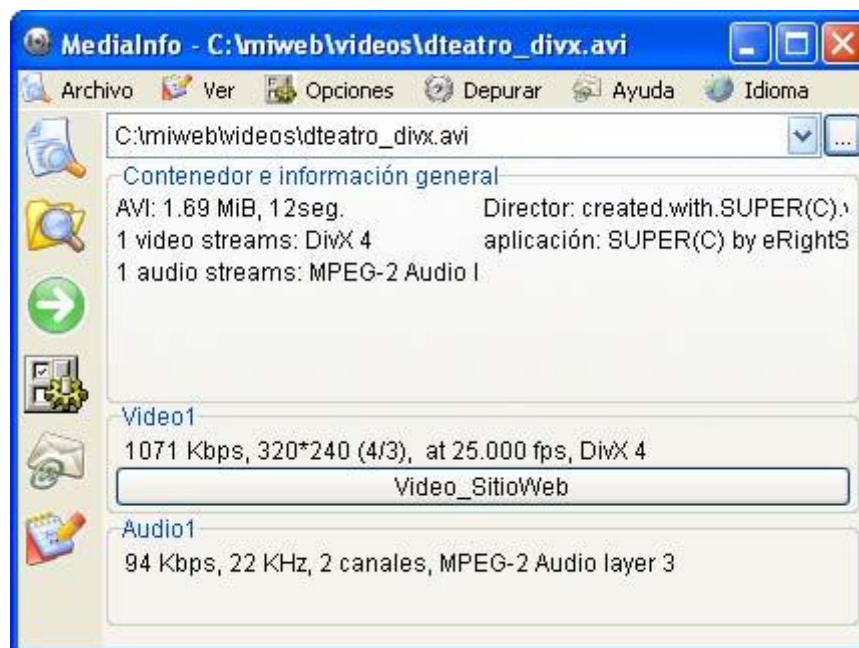 MediaInfo - C:\miweb\videos\dteatro_divx.avi
Archivo Ver Opciones Depurar Ayuda Idioma
C:\miweb\videos\dteatro_divx.avi
...
Contenedor e información general
AVI: 1.69 MiB, 12seg. Director: created.with.SUPER(C).
1 video streams: DivX 4 aplicación: SUPER(C) by eRightS
1 audio streams: MPEG-2 Audio l
Video1
1071 Kbps, 320*240 (4/3), at 25.000 fps, DivX 4
Video_SitioWeb
Audio1
94 Kbps, 22 KHz, 2 canales, MPEG-2 Audio layer 3